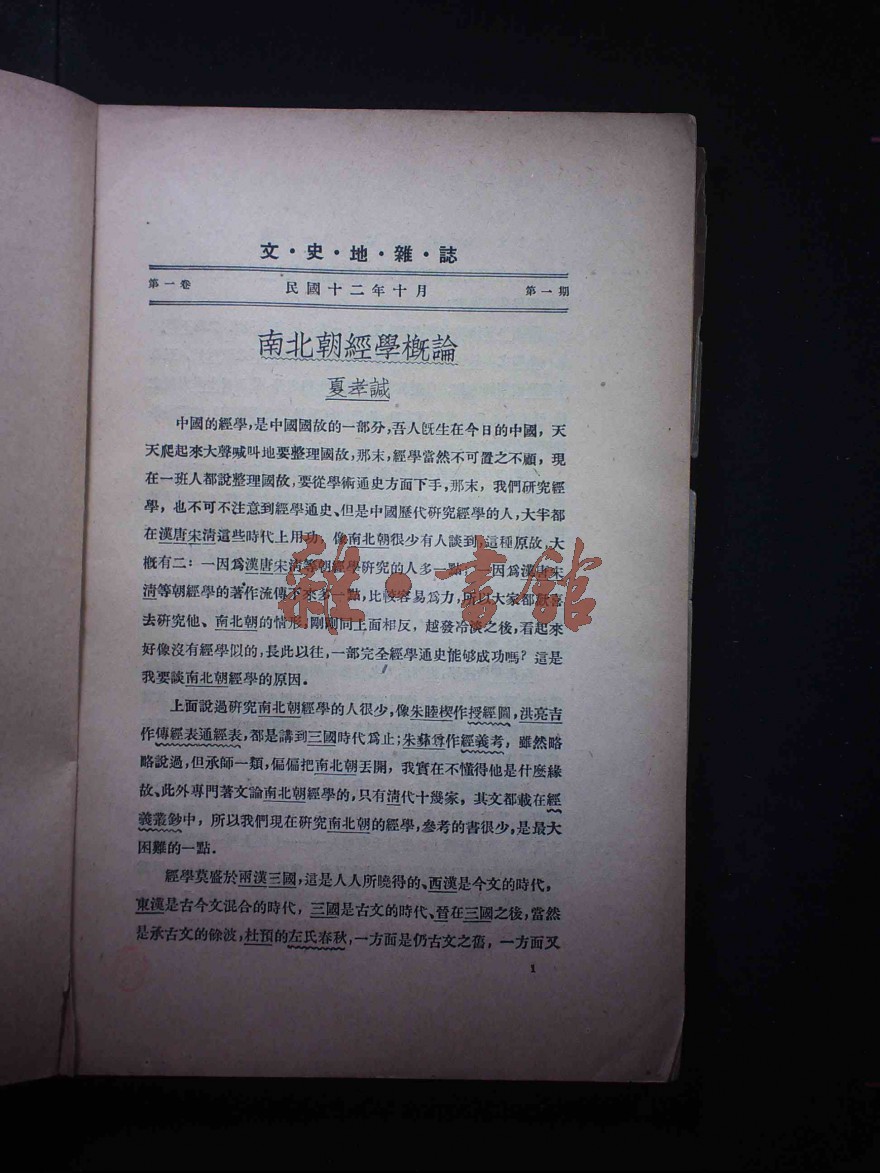 文·史·地·雜·誌
第一卷 民國十二年十月 第一期
南北朝經學概論
夏孝諴
中國的經學,是中國國故的一部分,吾人旣生在今日的中國,天
天爬起來大聲喊叫地要整理國故,那末,經學當然不可置之不顧,現
在一班人都說整理國故,要從學術通史方面下手,那末,我們研究經
學,也不可不注意到經學通史、但是中國歷代研究經學的人,大半都
在漢唐宋清這些時代上用功,像南北朝很少有人談到,這種原故,大
概有二:一因爲漢唐宋清等朝經學研究的人多一點;一因爲漢唐宋
清等朝經學的著作流傳下來多一點,比較容易爲力,所以大家都歡喜
去研究他、南北朝的情形,剛剛同上面相反,越發冷淡之後,看起來
好像沒有經學似的,長此以往,一部完全經學通史能够成功嗎?這是
我要談南北朝經學的原因.
上面說過研究南北朝經學的人很少,像朱睦㮮作授經圖,洪亮吉
作傳經表通經表,都是講到三國時代爲止;朱彝尊作經義考,雖然略
略說過,但承師一類,偏偏把南北朝丟開,我實在不懂得他是什麼緣
故、此外專門著文論南北朝經學的,只有清代十幾家,其文都載在經
義叢鈔中,所以我們現在研究南北朝的經學,參考的書很少,是最大
困難的一點.
經學莫盛於兩漢三國,這是人人所曉得的、西漢是今文的時代,
東漢是古今文混合的時代,三國是古文的時代、晉在三國之後,當然
是承古文的餘波,杜預的左氏春秋,一方面是仍古文之舊,一方面又
1
雜·書館